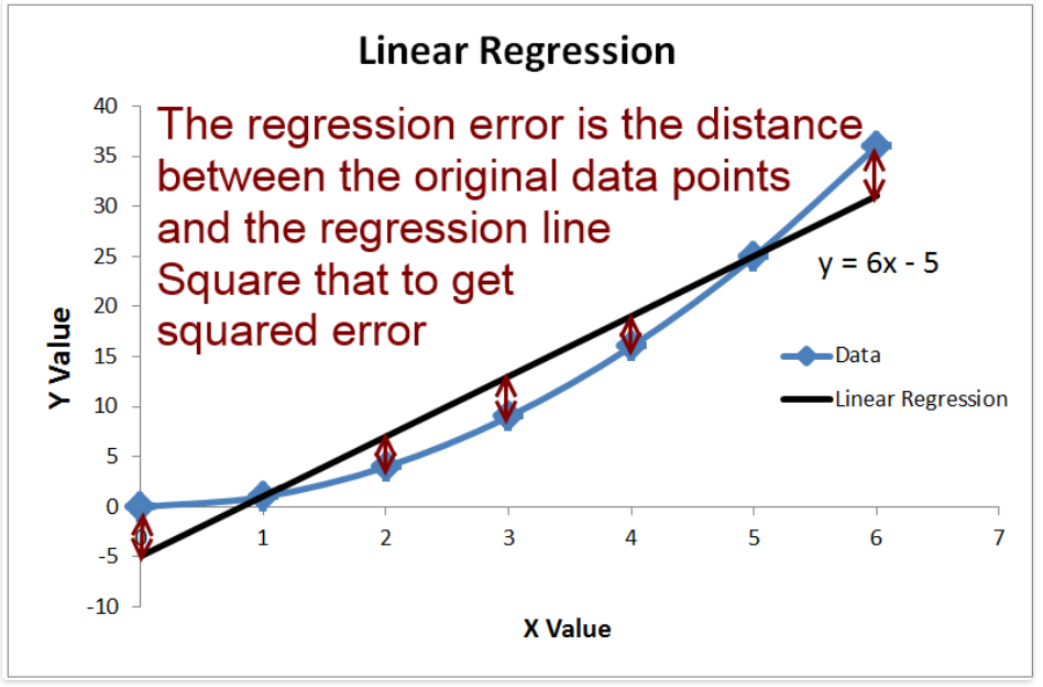 Linear Regression
The regression error is the distance
between the original data points
and the regression line
Square that to get
squared error
y = 6x - 5
Data
Linear Regression
Y Value
40
35
30
25
20
15
10
5
0
-5
-10
0
1
2
3
4
5
6
7
X Value